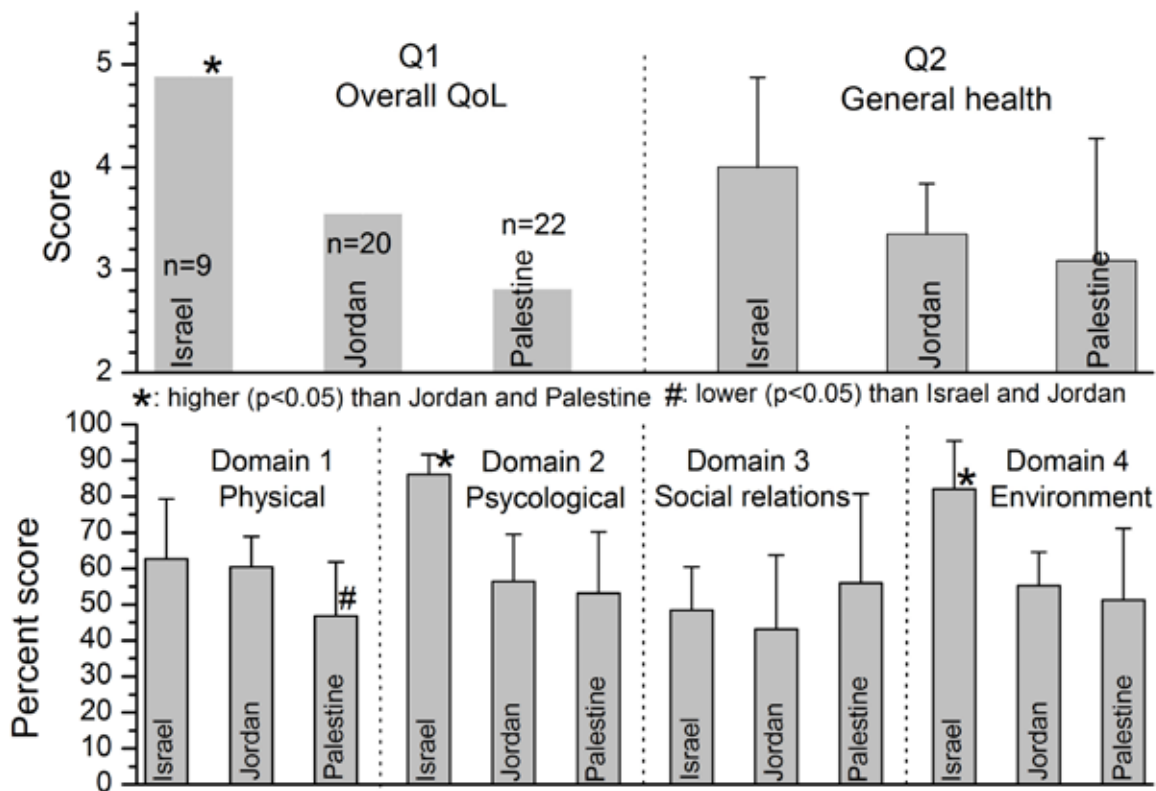 Score
5
4
3
2
Q1
Overall QoL
*
n=9
n=20
n=22
Israel
Jordan
Palestine
Q2
General health
Israel
Jordan
Palestine
*: higher (p<0.05) than Jordan and Palestine #: lower (p<0.05) than Israel and Jordan
Percent score
100
90
80
70
60
50
40
30
20
10
0
Domain 1
Physical
#
Israel
Jordan
Palestine
Domain 2
Psycological
*
Israel
Jordan
Palestine
Domain 3
Social relations
Israel
Jordan
Palestine
Domain 4
Environment
*
Israel
Jordan
Palestine